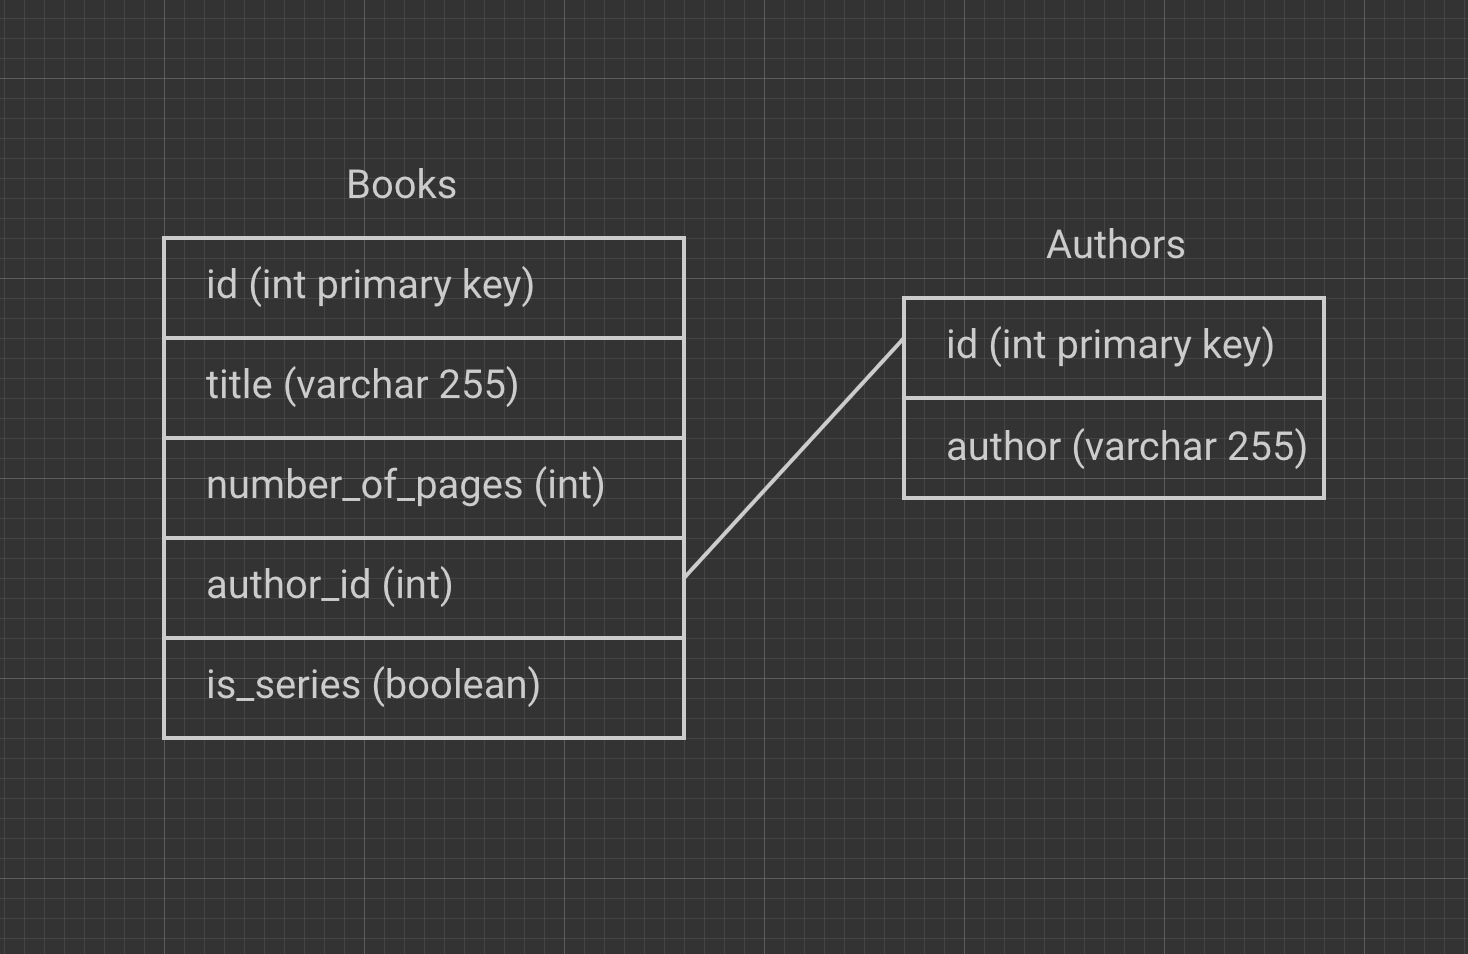 Books
id (int primary key)
title (varchar 255)
number_of_pages (int)
author_id (int)
is_series (boolean)
Authors
id (int primary key)
author (varchar 255)